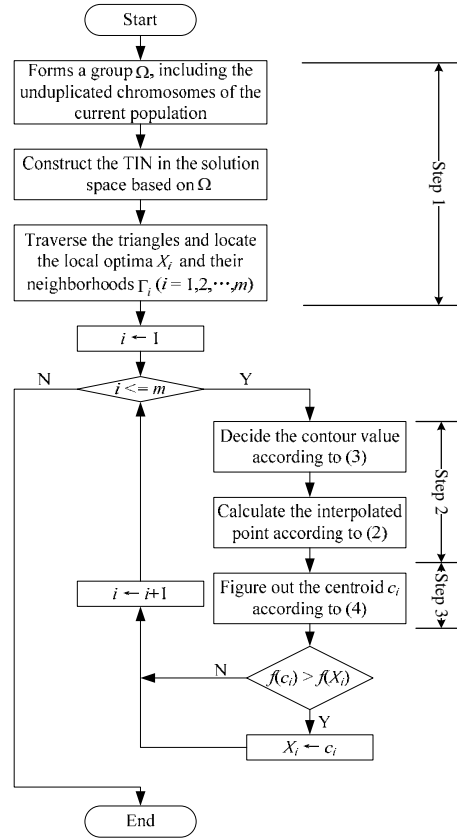 Start
Forms a group Ω, including the
unduplicated chromosomes of the
current population
Construct the TIN in the solution
space based on Ω
Traverse the triangles and locate
the local optima Xi and their
neighborhoods Γi (i = 1,2,···,m)
Step 1
i ← 1
N
i <= m
Y
Decide the contour value
according to (3)
Calculate the interpolated
point according to (2)
Step 2
i ← i+1
Figure out the centroid ci
according to (4)
Step 3
N
f(ci) > f(Xi)
Y
Xi ← ci
End